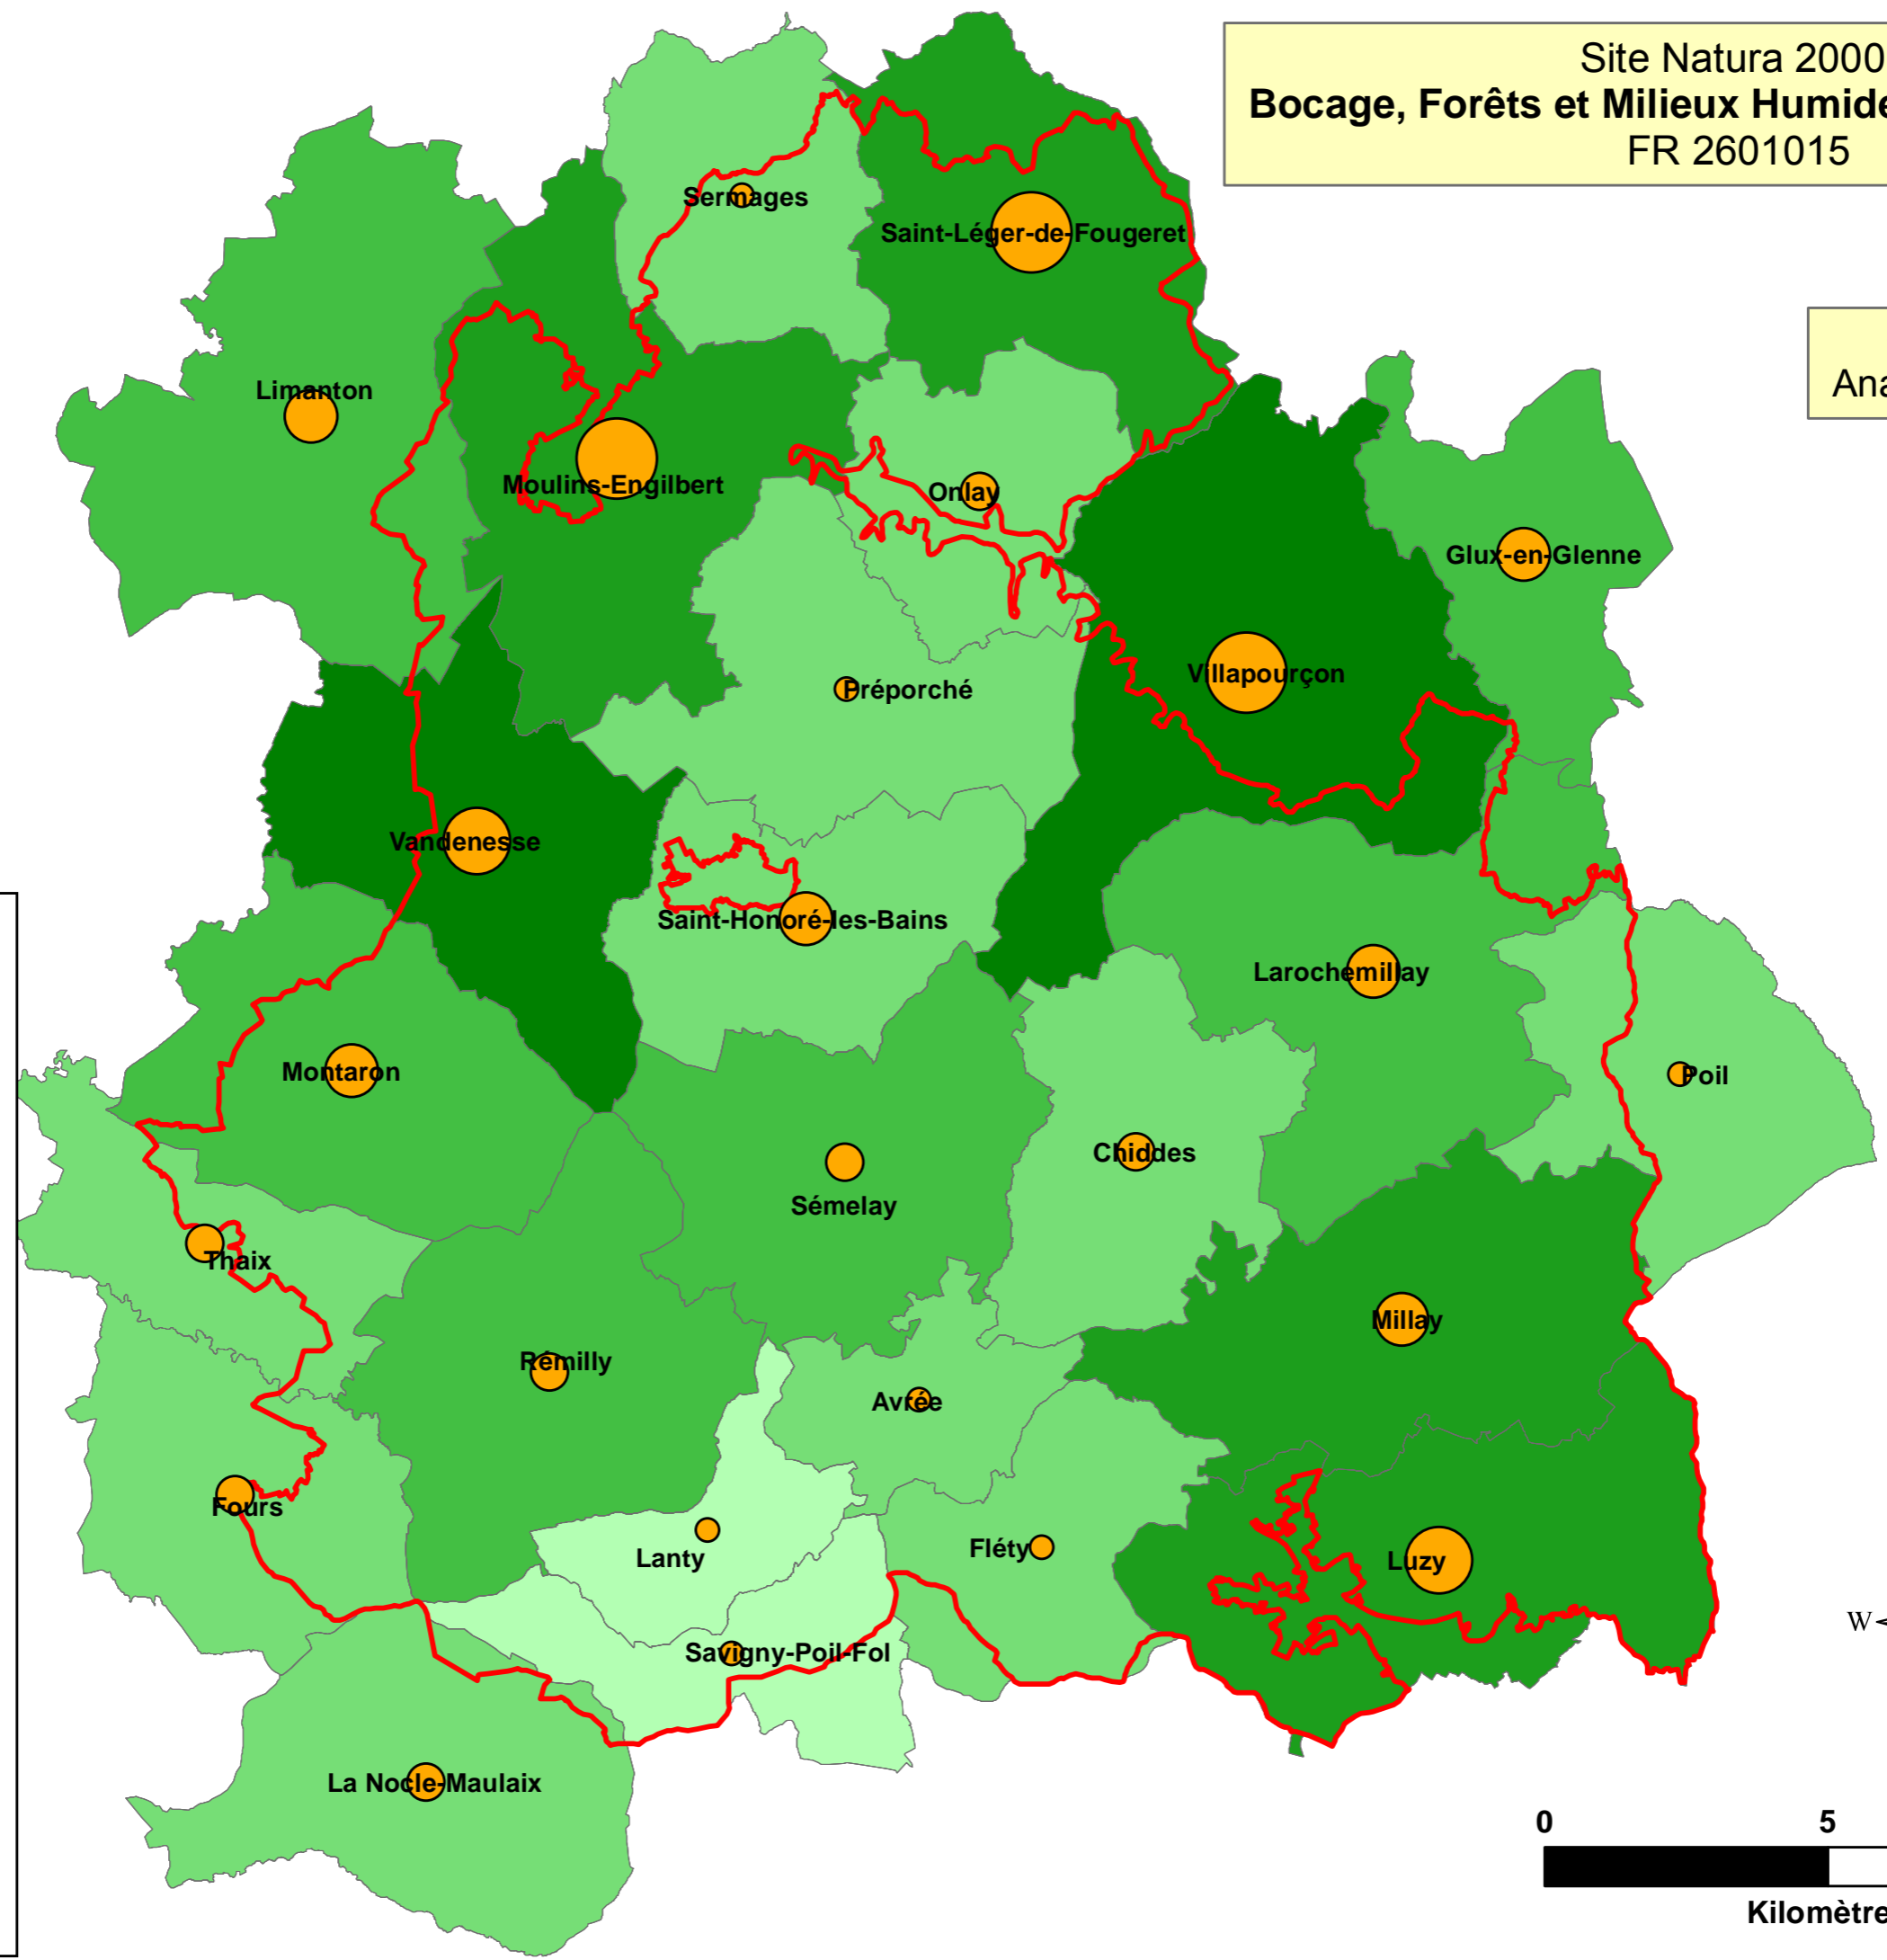 Site Natura 2000
Bocage, Forêts et Milieux Humide
FR 2601015
Ana
Sermages
Saint-Léger-de-Fougeret
Limanton
Moulins-Engilbert
Onlay
Glux-en-Glenne
Villapourçon
Préporché
Vandenesse
Saint-Honoré-les-Bains
Larochemillay
Montaron
Poil
Chiddes
Sémelay
Thaix
Millay
Rémilly
Avrée
Fours
Lanty
Fléty
Luzy
W
Savigny-Poil-Fol
La Nocle-Maulaix
0 5
Kilomètre